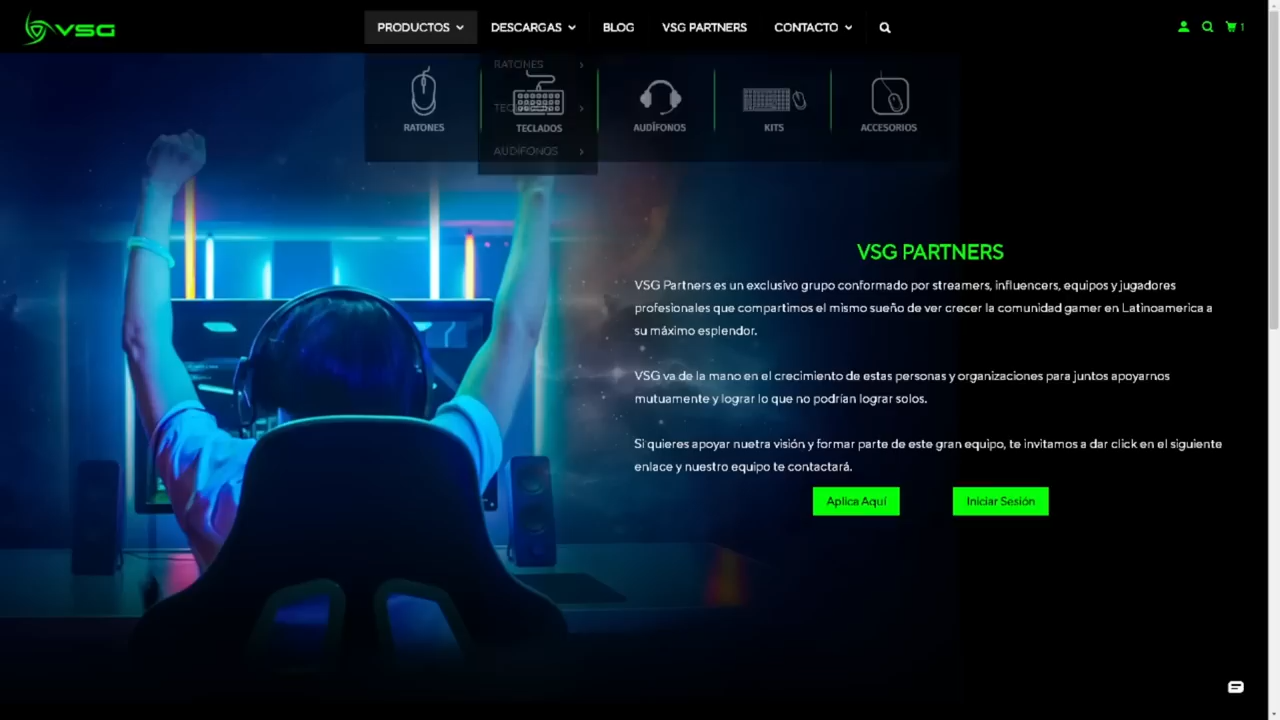 VSG
PRODUCTOS
DESCARGAS
BLOG
VSG PARTNERS
CONTACTO
1
RATONES
AUDÍFONOS
RATONES
TECLADOS
AUDÍFONOS
KITS
ACCESORIOS
VSG PARTNERS
VSG Partners es un exclusivo grupo conformado por streamers, influencers, equipos y jugadores
profesionales que compartimos el mismo sueño de ver crecer la comunidad gamer en Latinoamerica a
su máximo esplendor.
VSG va de la mano en el crecimiento de estas personas y organizaciones para juntos apoyarnos
mutuamente y lograr lo que no podrían lograr solos.
Si quieres apoyar nuetra visión y formar parte de este gran equipo, te invitamos a dar click en el siguiente
enlace y nuestro equipo te contactará.
Aplica Aquí
Iniciar Sesión